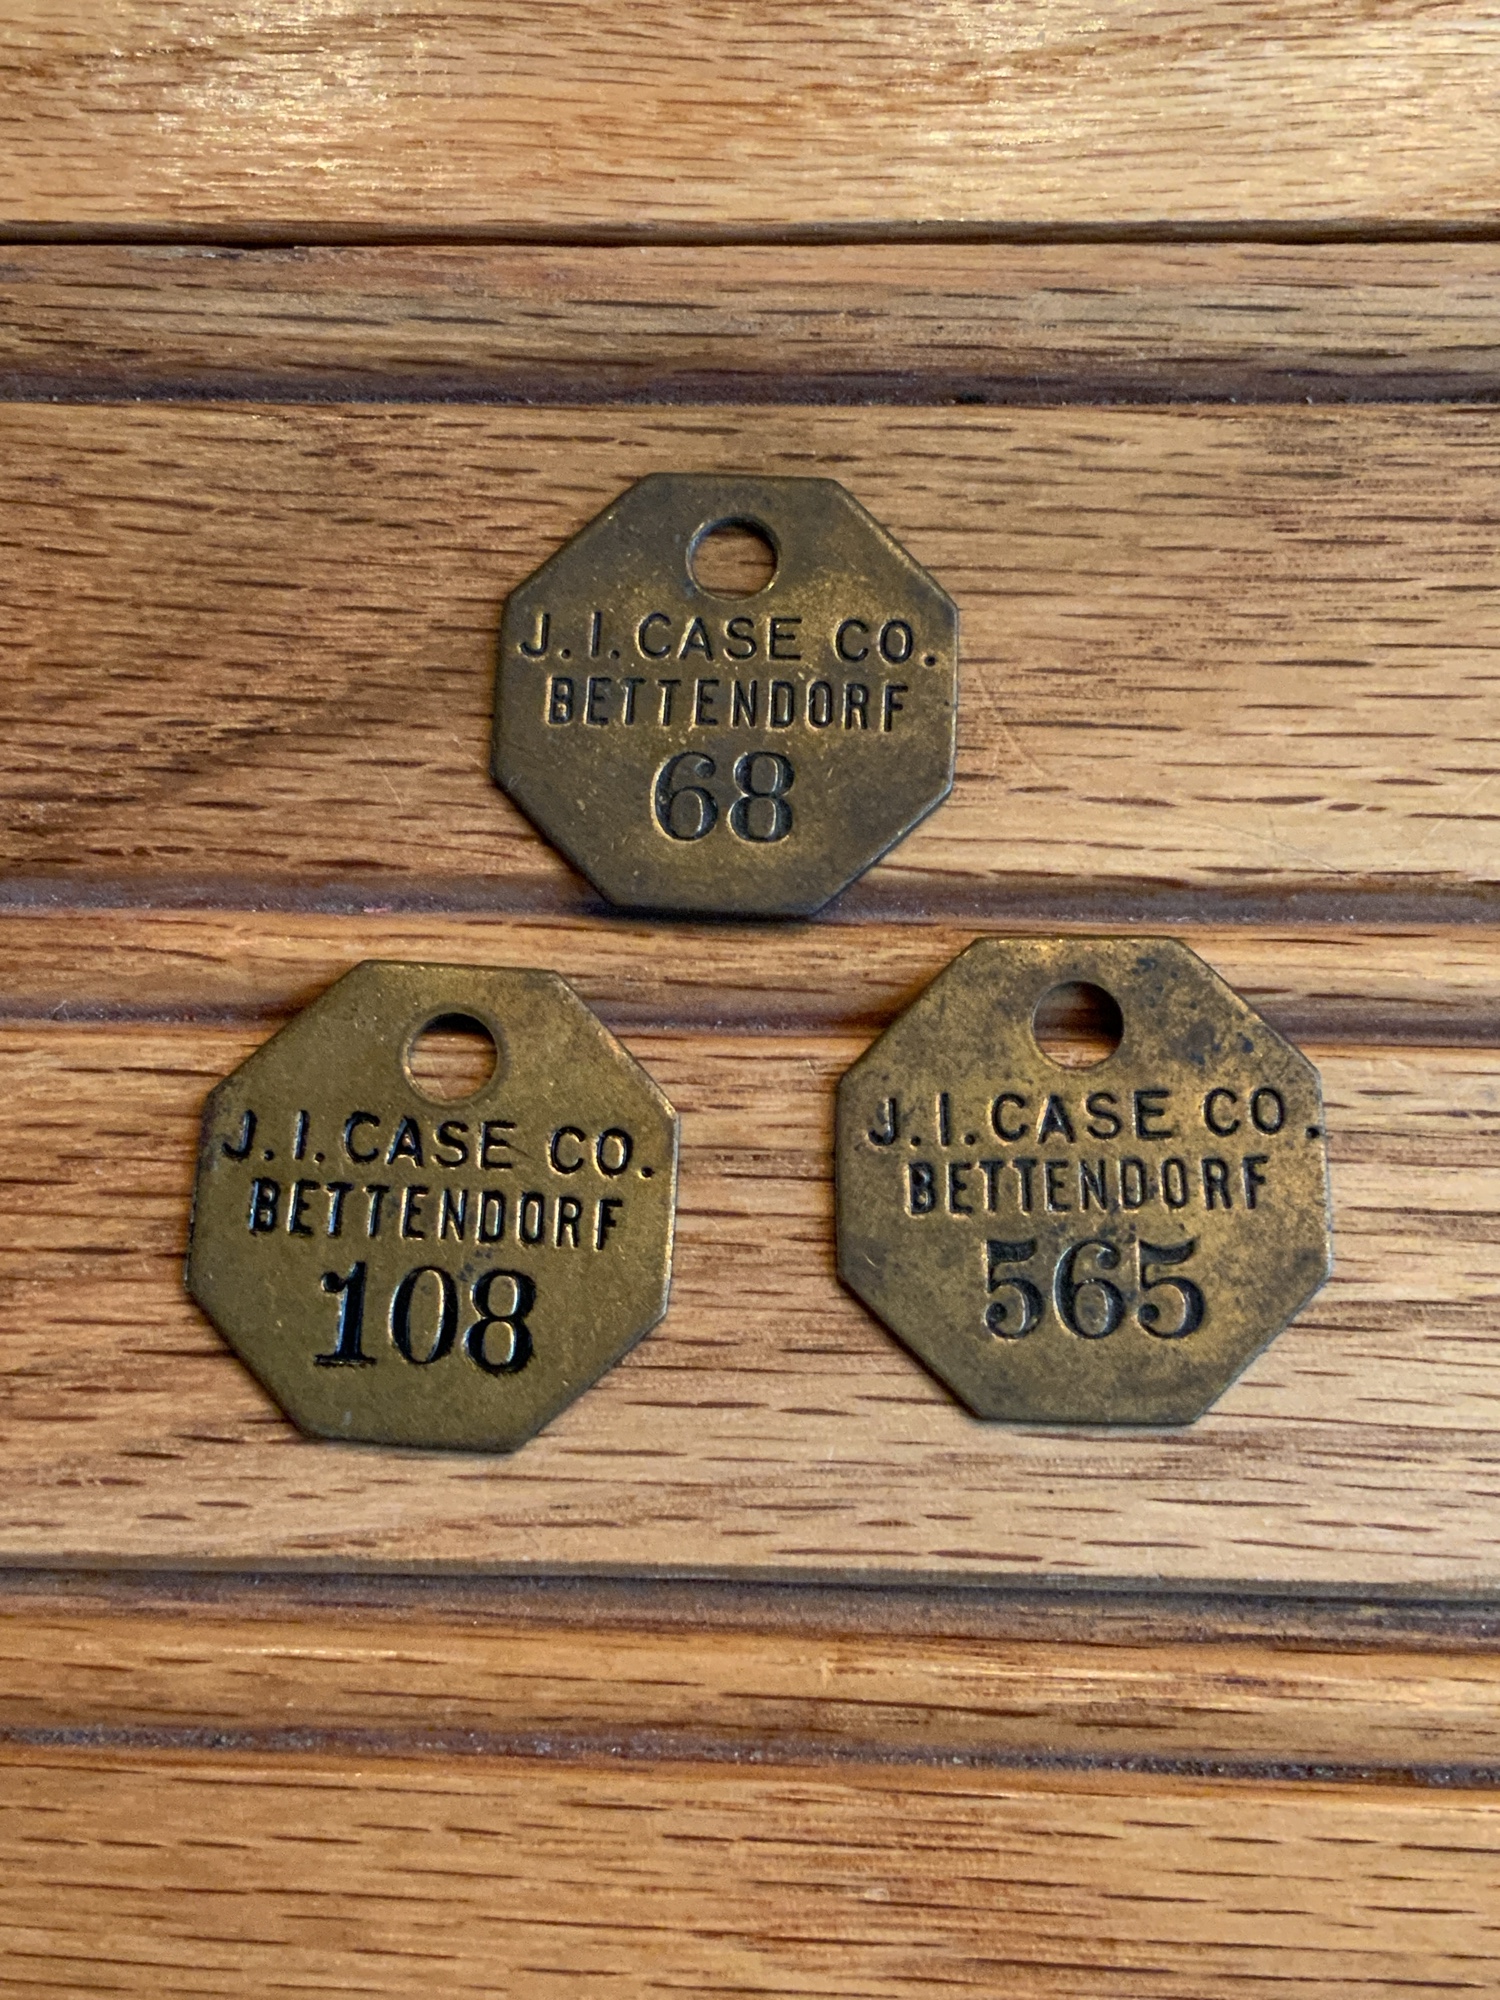 J. I. CASE CO.
BETTENDORF
68
J. I. CASE CO.
BETTENDORF
108
J. I. CASE CO.
BETTENDORF
565